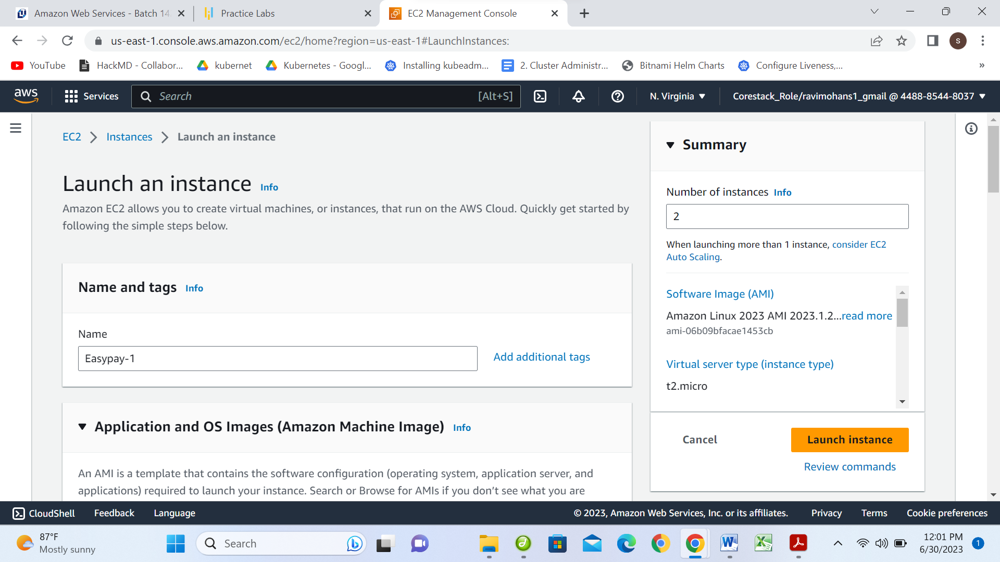 Amazon Web Services - Batch 14
Practice Labs
EC2 Management Console
us-east-1.console.aws.amazon.com/ec2/home?region=us-east-1#LaunchInstances:
S
YouTube
HackMD - Collabor...
kubernet
Kubernetes - Googl...
Installing kubeadm...
2. Cluster Administr...
Bitnami Helm Charts
Configure Liveness,...
»
aws
Services
Search
[Alt+S]
N. Virginia
Corestack_Role/ravimohans1_gmail @ 4488-8544-8037
EC2
Instances
Launch an instance
Launch an instance Info
Amazon EC2 allows you to create virtual machines, or instances, that run on the AWS Cloud. Quickly get started by
following the simple steps below.
Name and tags Info
Name
Easypay-1
Add additional tags
Application and OS Images (Amazon Machine Image) Info
An AMI is a template that contains the software configuration (operating system, application server, and
applications) required to launch your instance. Search or Browse for AMIs if you don’t see what you are
Summary
Number of instances Info
2
When launching more than 1 instance, consider EC2
Auto Scaling.
Software Image (AMI)
Amazon Linux 2023 AMI 2023.1.2...read more
ami-06b09bfacae1453cb
Virtual server type (instance type)
t2.micro
Cancel
Launch instance
Review commands
CloudShell
Feedback
Language
© 2023, Amazon Web Services, Inc. or its affiliates.
Privacy
Terms
Cookie preferences
87°F
Mostly sunny
Search
12:01 PM
6/30/2023
1